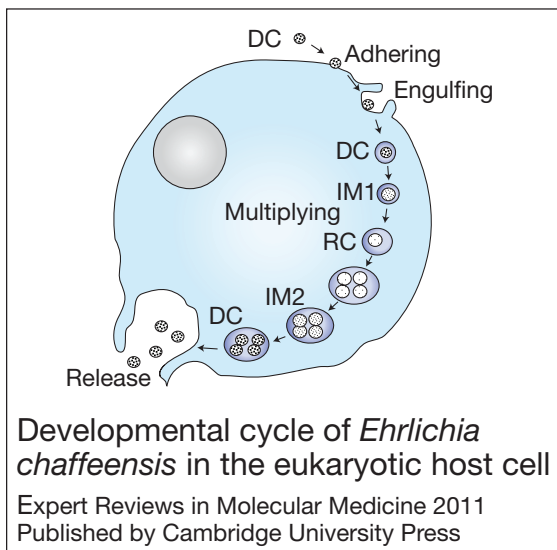 DC
Adhering
Engulfing
DC
IM1
Multiplying
RC
IM2
DC
Release
Developmental cycle of Ehrlichia
chaffeensis in the eukaryotic host cell
Expert Reviews in Molecular Medicine 2011
Published by Cambridge University Press